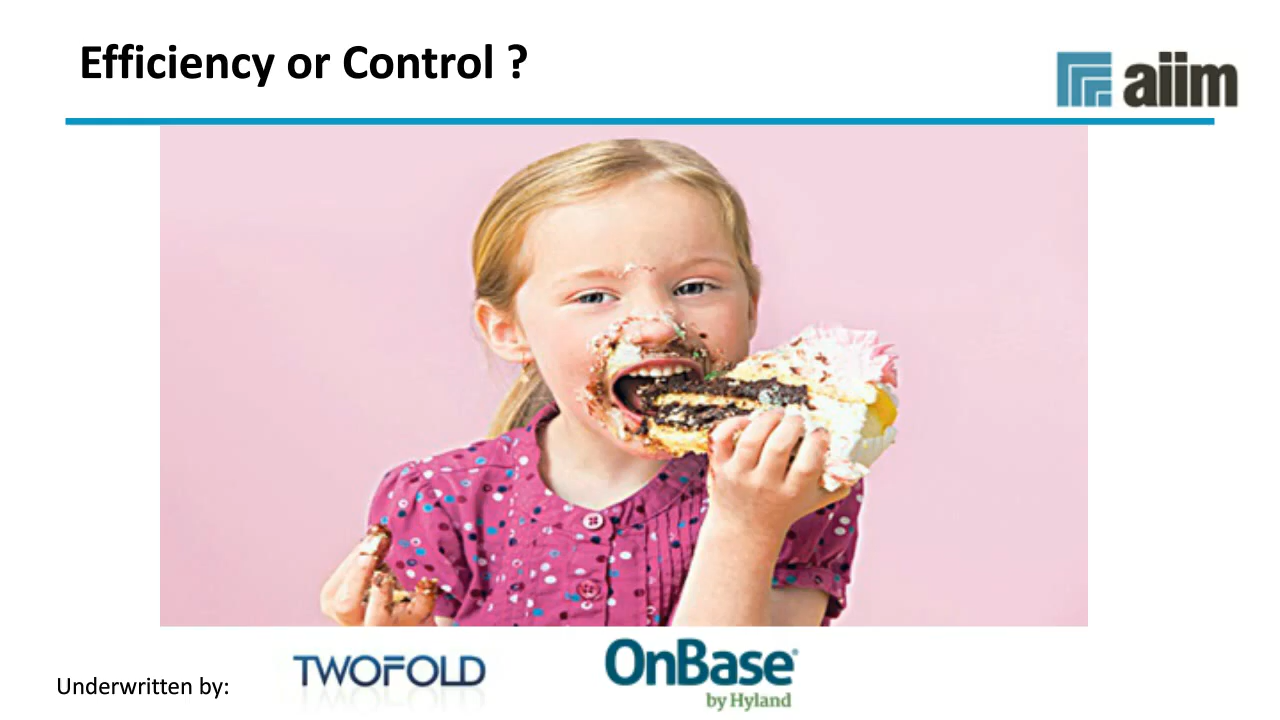 Efficiency or Control ?
aiim
Underwritten by:
TWOFOLD
OnBase®
by Hyland